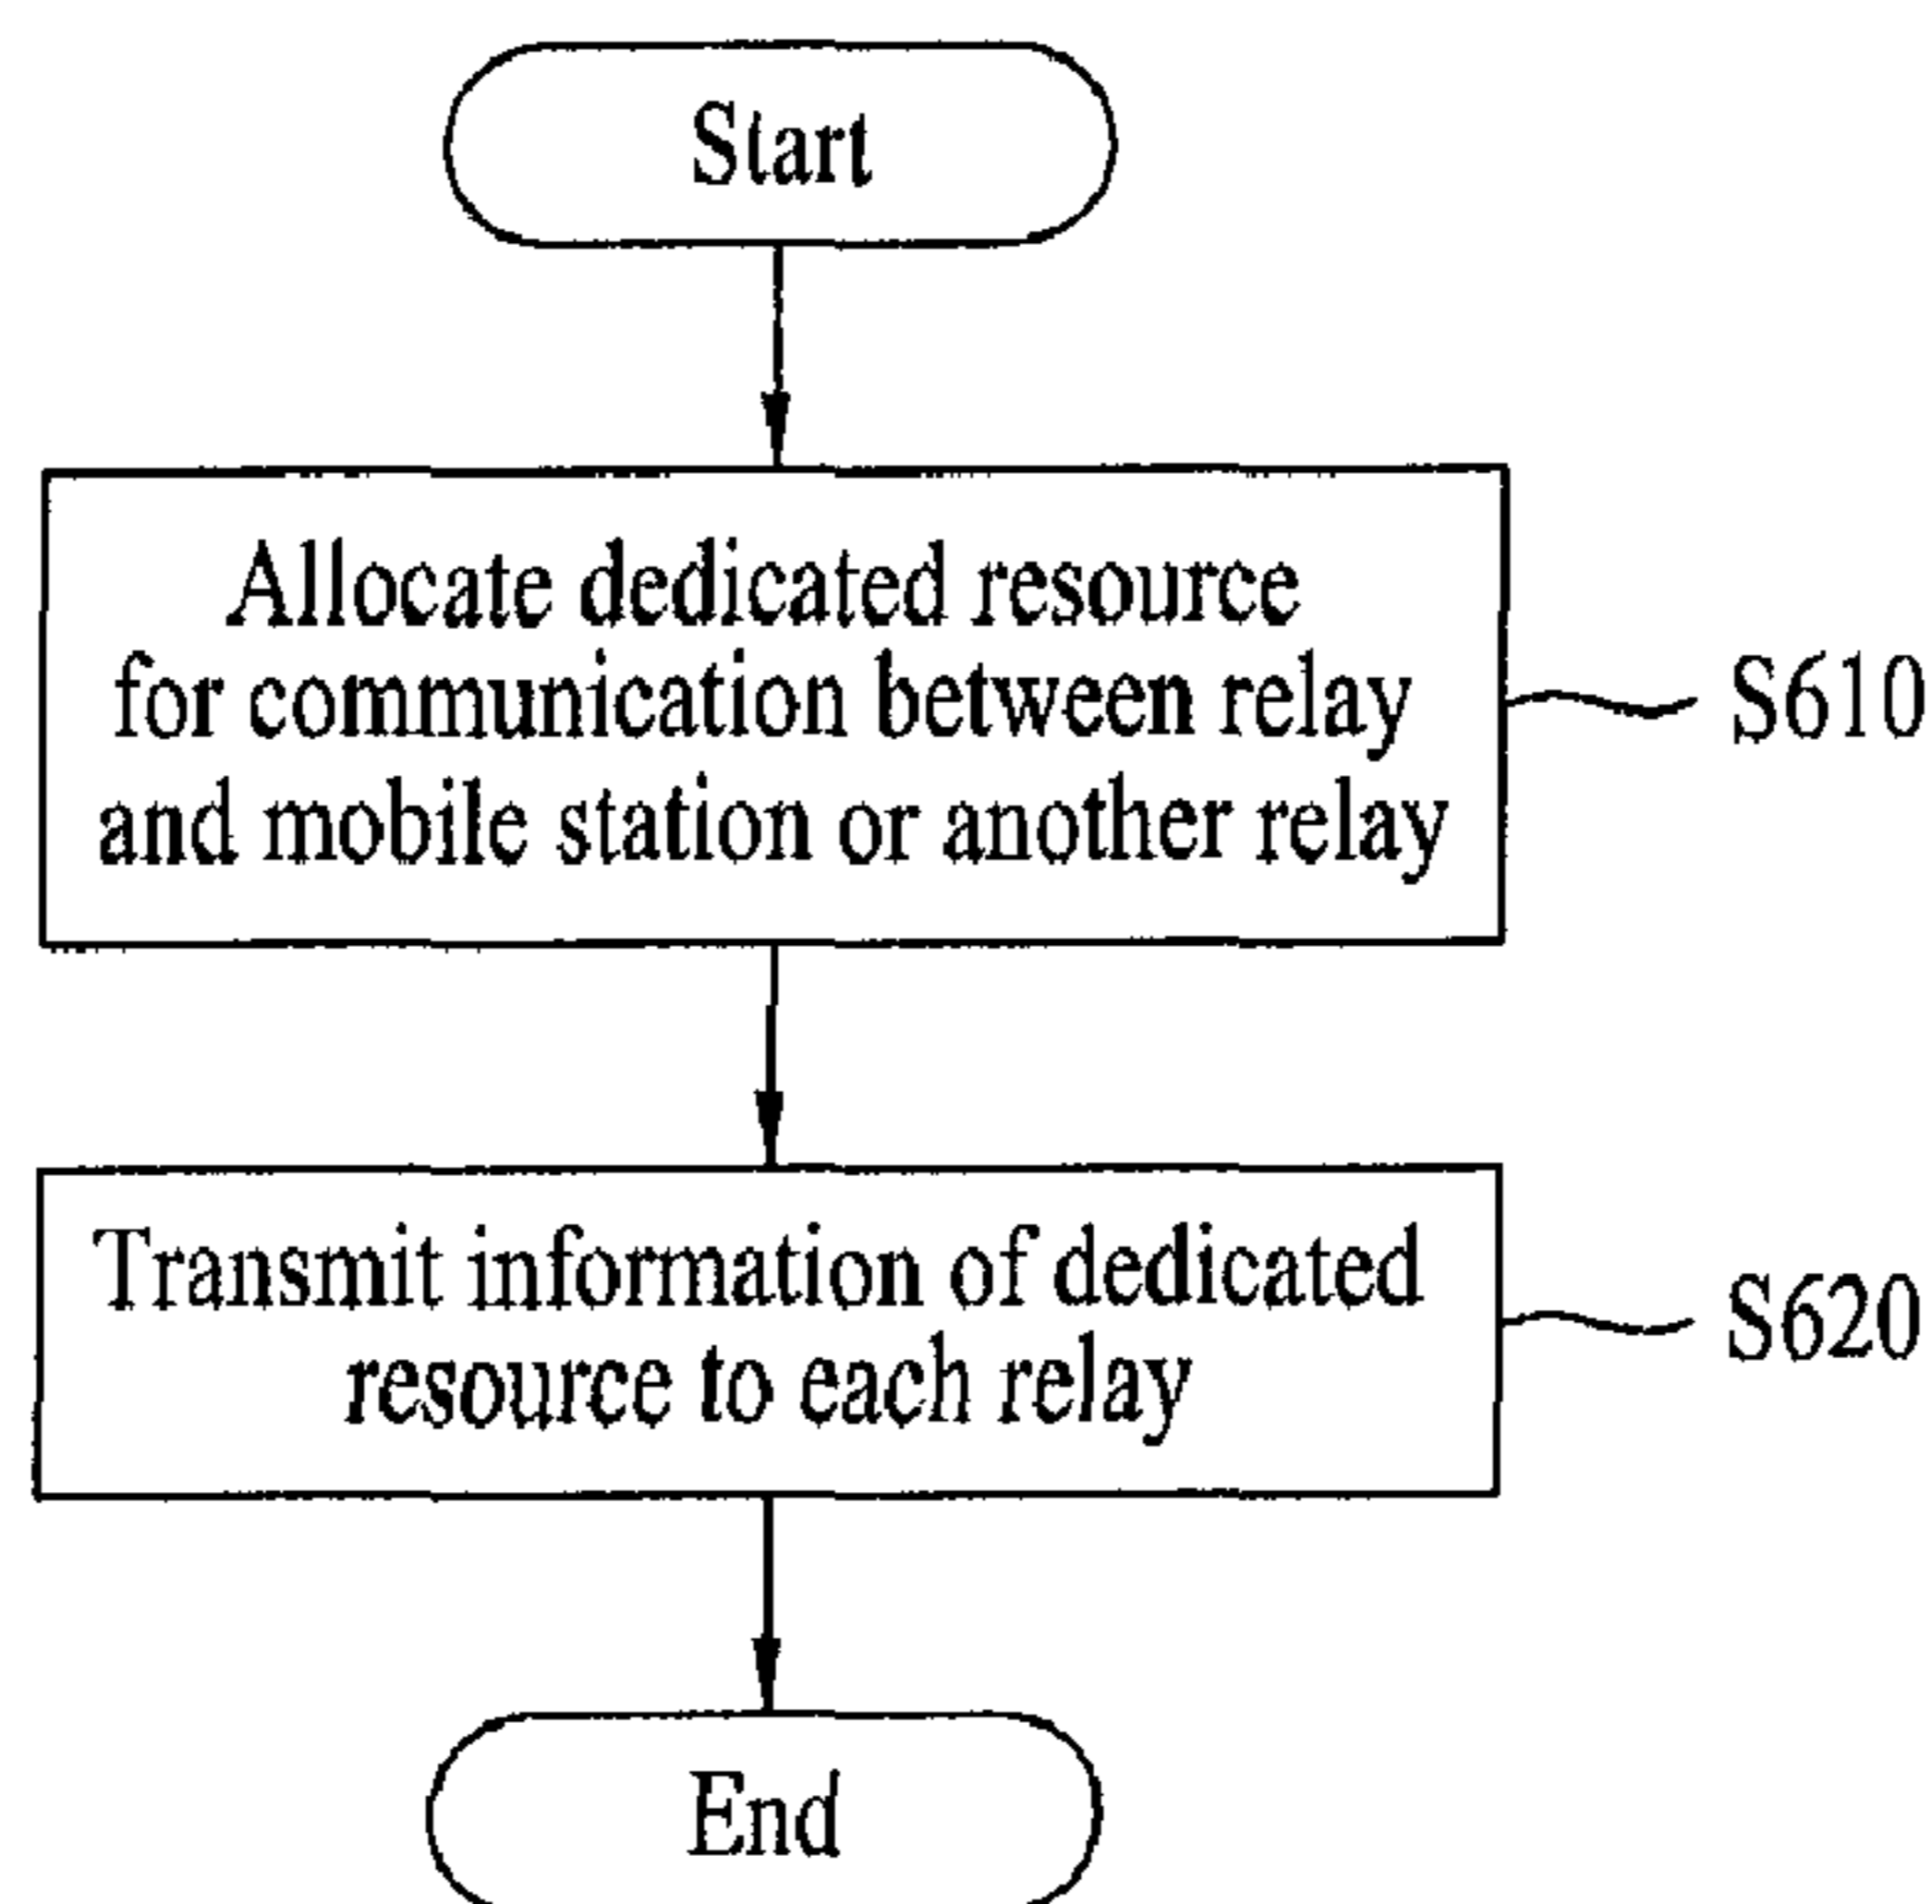 Start
Allocate dedicated resource
for communication between relay
and mobile station or another relay
S610
Transmit information of dedicated
resource to each relay
S620
End